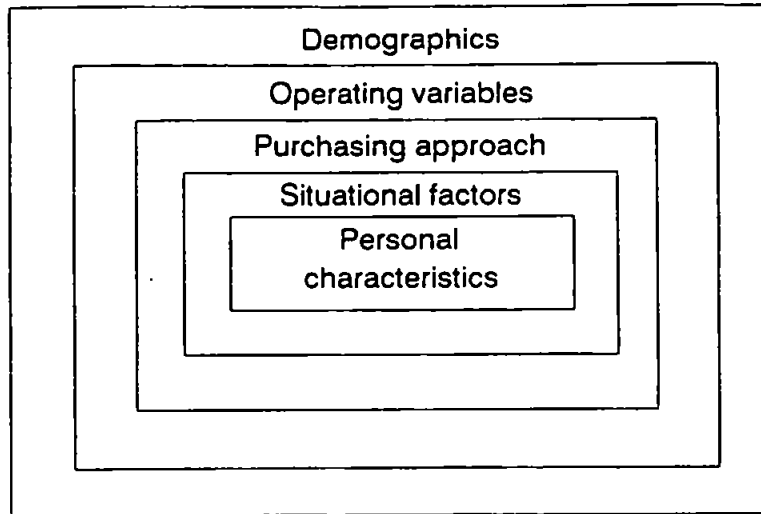 Demographics
Operating variables
Purchasing approach
Situational factors
Personal
characteristics